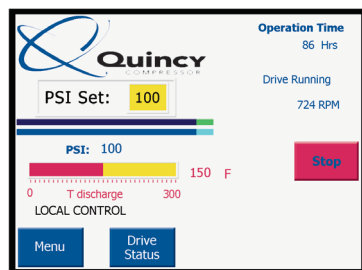 Operation Time
86 Hrs
Quincy
COMPRESSOR
PSI Set: 100
Drive Running
724 RPM
PSI: 100
Stop
150 F
0 T discharge 300
LOCAL CONTROL
Menu
Drive
Status